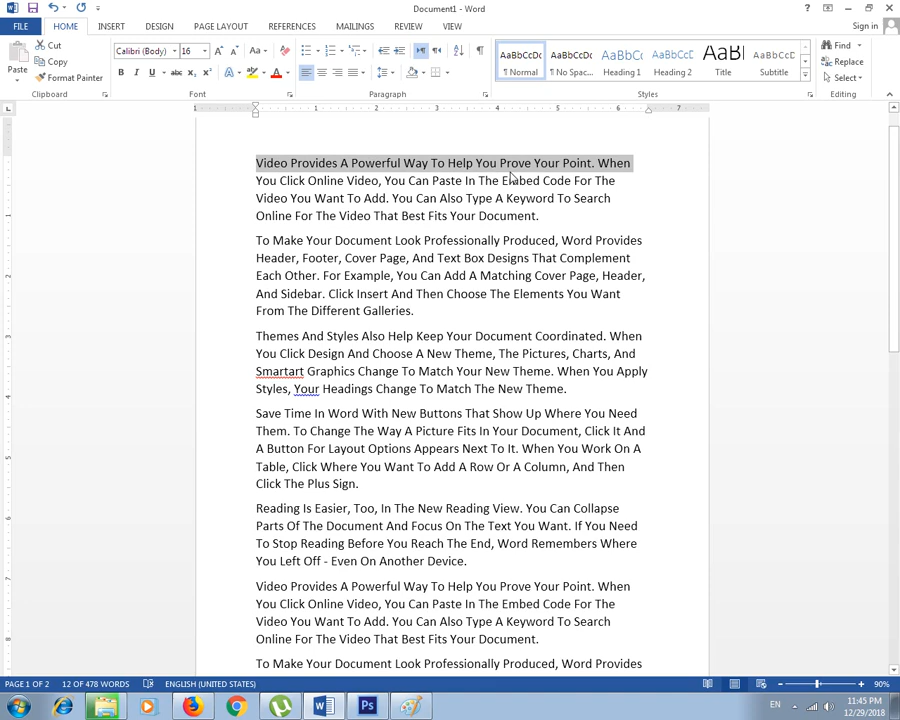 Document1 - Word
Sign in
FILE HOME INSERT DESIGN PAGE LAYOUT REFERENCES MAILINGS REVIEW VIEW
Paste
Cut
Copy
Format Painter
Clipboard
Calibri (Body) 16
Font
Paragraph
AaBbCcDc ¶ Normal
AaBbCcDc ¶ No Spac...
AaBbCcDc Heading 1
AaBbCcDc Heading 2
AaBl Title
AaBbCcDc Subtitle
Styles
Find
Replace
Select
Editing
1 1 2 3 4 5 6 7
Video Provides A Powerful Way To Help You Prove Your Point. When
You Click Online Video, You Can Paste In The Embed Code For The
Video You Want To Add. You Can Also Type A Keyword To Search
Online For The Video That Best Fits Your Document.
To Make Your Document Look Professionally Produced, Word Provides
Header, Footer, Cover Page, And Text Box Designs That Complement
Each Other. For Example, You Can Add A Matching Cover Page, Header,
And Sidebar. Click Insert And Then Choose The Elements You Want
From The Different Galleries.
Themes And Styles Also Help Keep Your Document Coordinated. When
You Click Design And Choose A New Theme, The Pictures, Charts, And
Smartart Graphics Change To Match Your New Theme. When You Apply
Styles, Your Headings Change To Match The New Theme.
Save Time In Word With New Buttons That Show Up Where You Need
Them. To Change The Way A Picture Fits In Your Document, Click It And
A Button For Layout Options Appears Next To It. When You Work On A
Table, Click Where You Want To Add A Row Or A Column, And Then
Click The Plus Sign.
Reading Is Easier, Too, In The New Reading View. You Can Collapse
Parts Of The Document And Focus On The Text You Want. If You Need
To Stop Reading Before You Reach The End, Word Remembers Where
You Left Off - Even On Another Device.
Video Provides A Powerful Way To Help You Prove Your Point. When
You Click Online Video, You Can Paste In The Embed Code For The
Video You Want To Add. You Can Also Type A Keyword To Search
Online For The Video That Best Fits Your Document.
To Make Your Document Look Professionally Produced, Word Provides
PAGE 1 OF 2 12 OF 478 WORDS ENGLISH (UNITED STATES) 90%
EN 11:45 PM
12/29/2018